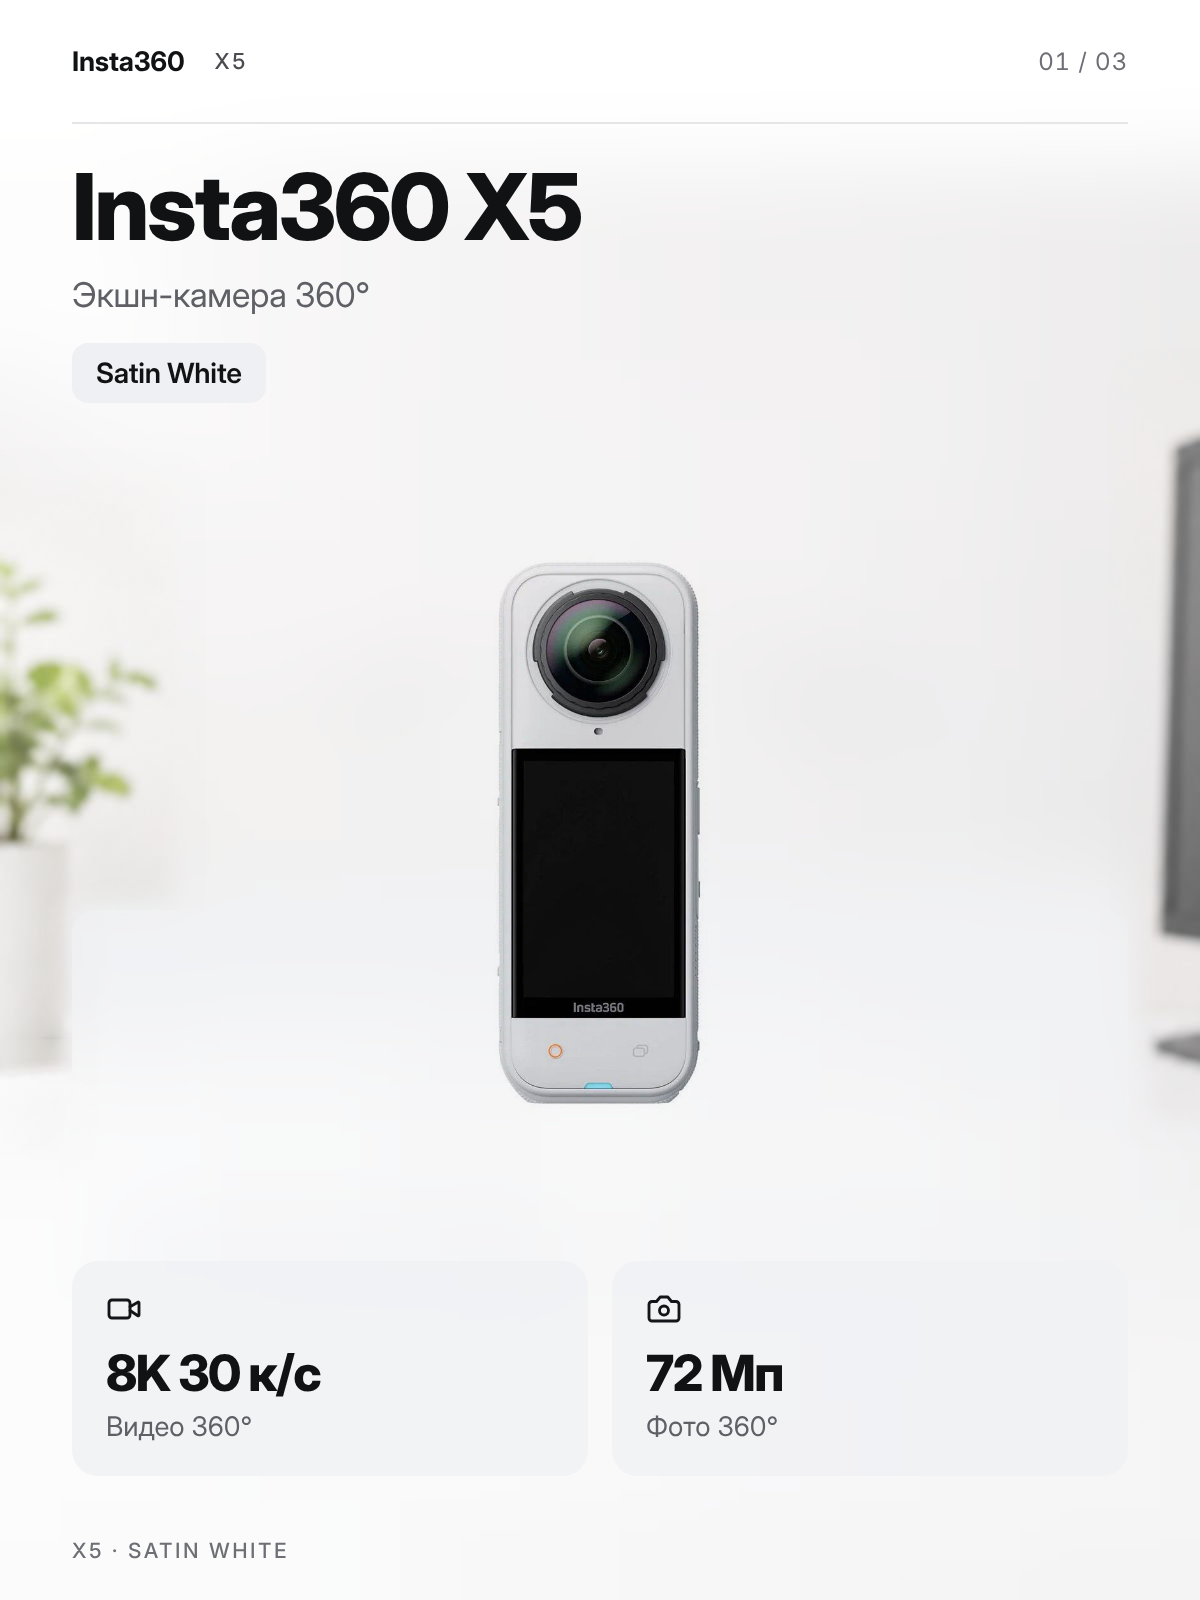 Insta360 X5
01 / 03
Insta360 X5
Экшн-камера 360°
Satin White
Insta360
8K 30 к/с
Видео 360°
72 Мп
Фото 360°
X5 · SATIN WHITE